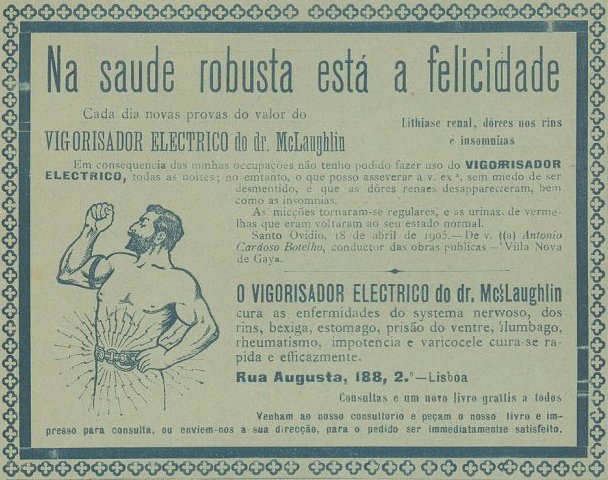 Na saude robusta está a felicidade
Cada dia novas provas do valor do
VIGORISADOR ELECTRICO do dr. McLaughlin
Lithiase renal, dôres nos rins
e insomnias
Em consequencia das minhas occupações não tenho podido fazer uso do VIGORISADOR
ELECTRICO, todas as noites; no emtanto, o que posso asseverar a v. ex.ª, sem miedo de ser
desmentido, é que as dôres renaes desappareceram, bem
como as insomnias.
As micções tornaram-se regulares, e as urinas de verme-
lhas que eram voltaram ao seu estado normal.
Santo Ovidio, 18 de abril de 1905.—De v. (a) Antonio
Cardoso Botelho, conductor das obras publicas—Villa Nova
de Gaya.
O VIGORISADOR ELECTRICO do dr. McLaughlin
cura as enfermidades do systema nervoso, dos
rins, bexiga, estomago, prisão do ventre, lumbago,
rheumatismo, impotencia e varicocele cura-se ra-
pida e efficazmente.
Rua Augusta, 188, 2.º—Lisboa
Consultas e um novo livro grattis a todos
Venham ao nosso consultorio e peçam o nosso livro e im-
presso para consulta, ou enviem-nos a sua direcção, para o pedido ser immediatamente satisfeito.